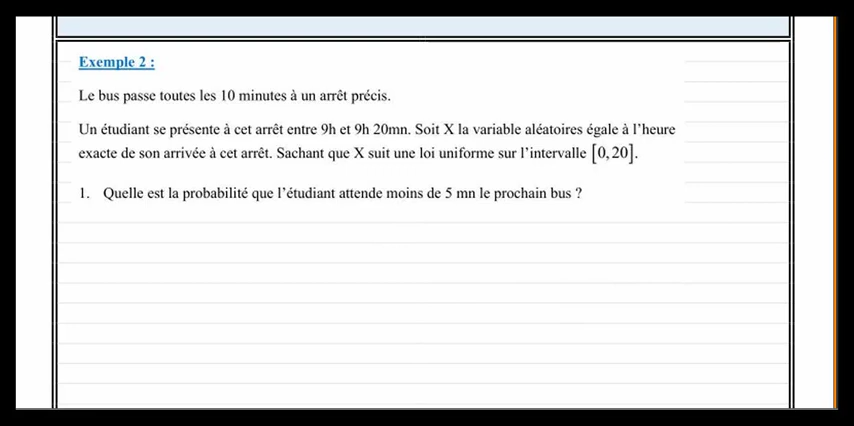 Exemple 2 :
Le bus passe toutes les 10 minutes à un arrêt précis.
Un étudiant se présente à cet arrêt entre 9h et 9h 20mn. Soit X la variable aléatoires égale à l'heure
exacte de son arrivée à cet arrêt. Sachant que X suit une loi uniforme sur l'intervalle [0,20].
1. Quelle est la probabilité que l'étudiant attende moins de 5 mn le prochain bus ?